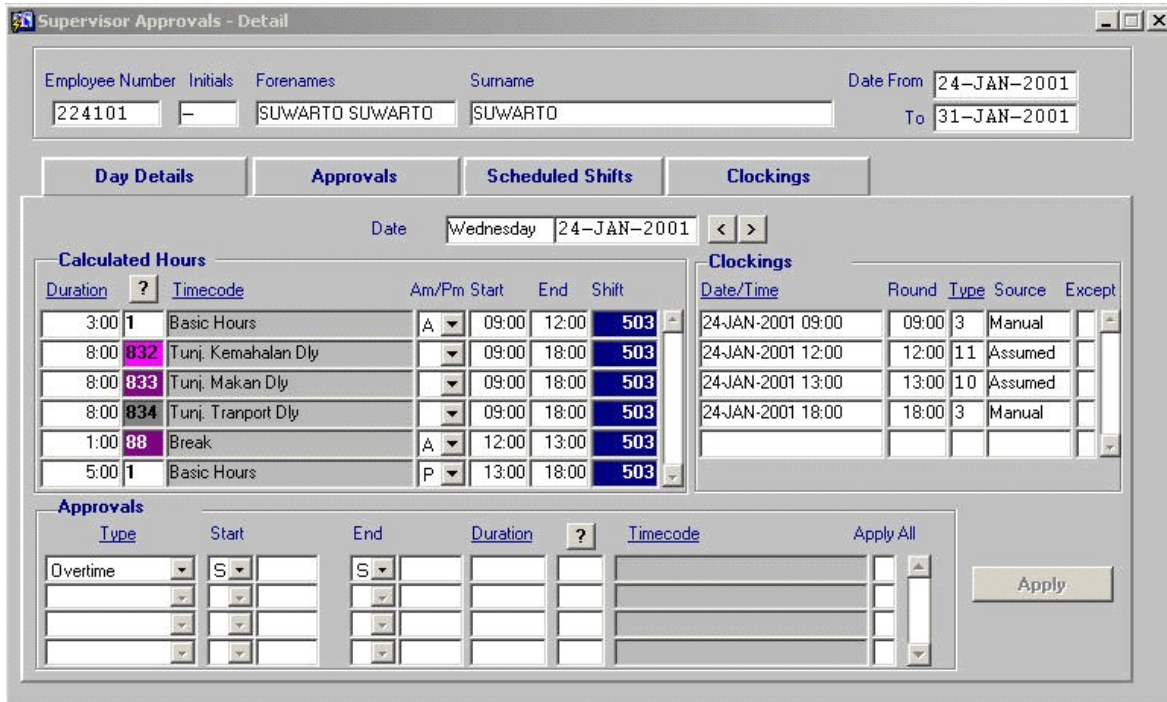 Supervisor Approvals - Detail
Employee Number Initials Forenames Surname Date From 24-JAN-2001
224101 - SUWARTO SUWARTO SUWARTO To 31-JAN-2001
Day Details Approvals Scheduled Shifts Clockings
Date Wednesday 24-JAN-2001 < >
Calculated Hours Clockings
Duration ? Timecode Am/Pm Start End Shift Date/Time Round Type Source Except
3:00 1 Basic Hours A 09:00 12:00 503 24-JAN-2001 09:00 09:00 3 Manual
8:00 832 Tunj. Kemahalan Dly 09:00 18:00 503 24-JAN-2001 12:00 12:00 11 Assumed
8:00 833 Tunj. Makan Dly 09:00 18:00 503 24-JAN-2001 13:00 13:00 10 Assumed
8:00 834 Tunj. Tranport Dly 09:00 18:00 503 24-JAN-2001 18:00 18:00 3 Manual
1:00 88 Break A 12:00 13:00 503
5:00 1 Basic Hours P 13:00 18:00 503
Approvals
Type Start End Duration ? Timecode Apply All
Overtime S S
Apply